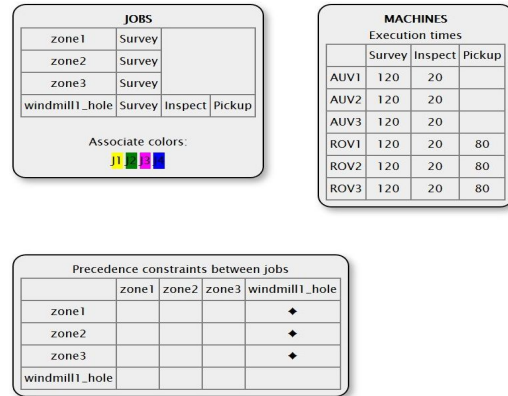 JOBS
zone1 Survey
zone2 Survey
zone3 Survey
windmill1_hole Survey Inspect Pickup
Associate colors:
J1 J2 J3 J4
MACHINES
Execution times
Survey Inspect Pickup
AUV1 120 20
AUV2 120 20
AUV3 120 20
ROV1 120 20 80
ROV2 120 20 80
ROV3 120 20 80
Precedence constraints between jobs
zone1 zone2 zone3 windmill1_hole
zone1
zone2
zone3
windmill1_hole